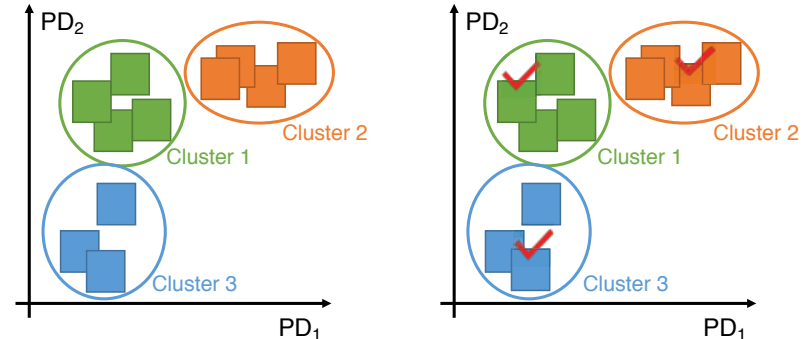 PD₂
Cluster 2
Cluster 1
Cluster 3
PD₁
PD₂
Cluster 2
Cluster 1
Cluster 3
PD₁